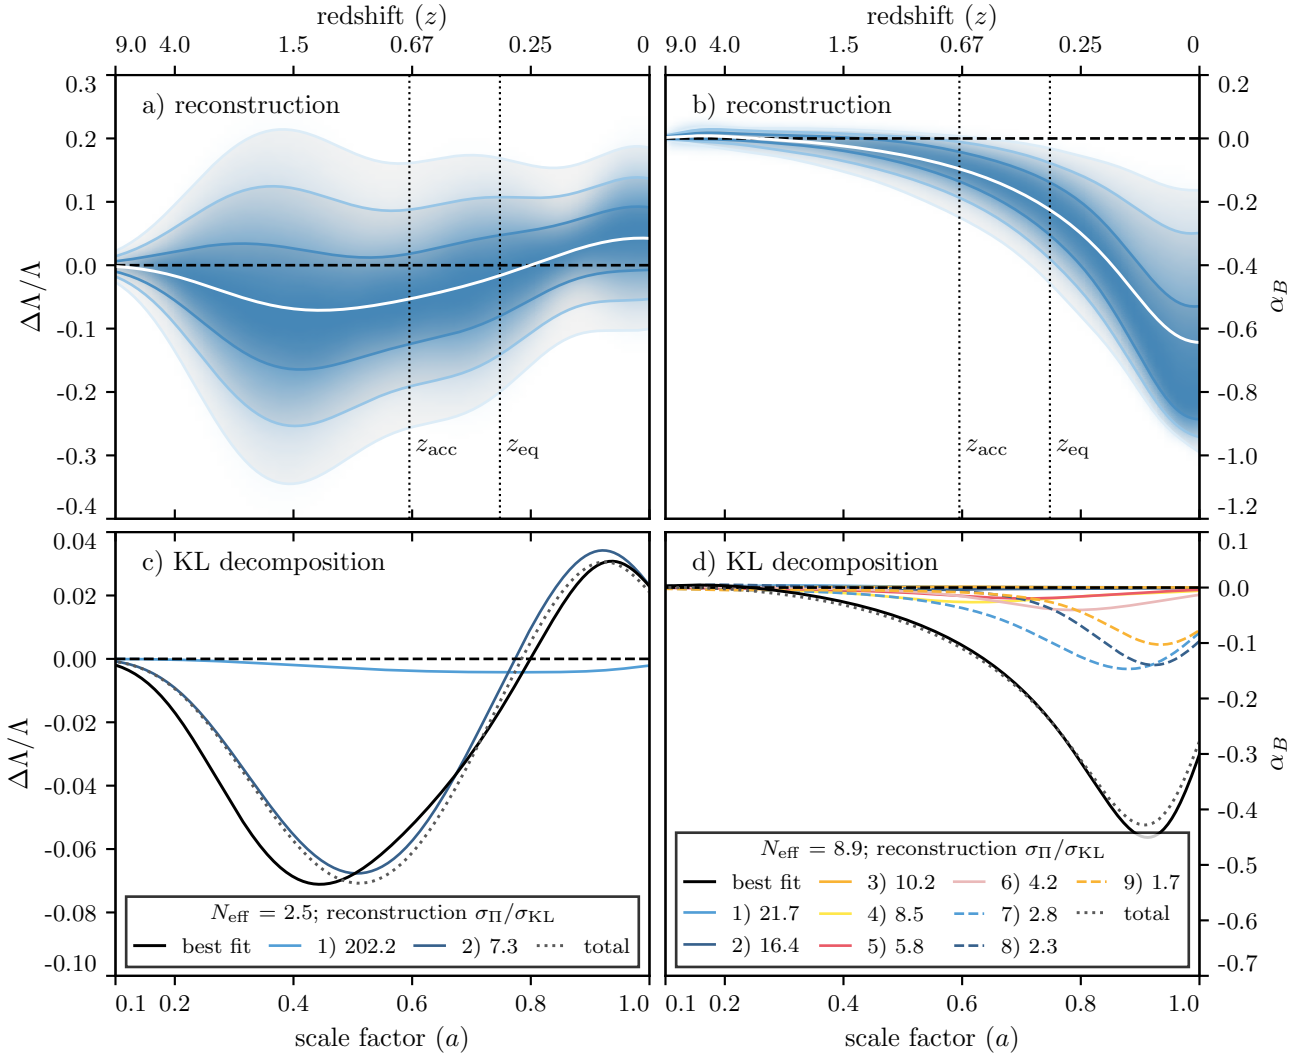 redshift (z)
9.0 4.0 1.5 0.67 0.25 0
redshift (z)
9.0 4.0 1.5 0.67 0.25 0
a) reconstruction
0.3
0.2
0.1
0.0
-0.1
-0.2
-0.3
-0.4
ΔΛ/Λ
z_acc
z_eq
b) reconstruction
0.2
0.0
-0.2
-0.4
-0.6
-0.8
-1.0
-1.2
α_B
z_acc
z_eq
c) KL decomposition
0.04
0.02
0.00
-0.02
-0.04
-0.06
-0.08
-0.10
ΔΛ/Λ
N_eff = 2.5; reconstruction σ_Π/σ_KL
best fit 1) 202.2 2) 7.3 total
0.1 0.2 0.4 0.6 0.8 1.0
scale factor (a)
d) KL decomposition
0.1
0.0
-0.1
-0.2
-0.3
-0.4
-0.5
-0.6
-0.7
α_B
N_eff = 8.9; reconstruction σ_Π/σ_KL
best fit 3) 10.2 6) 4.2 9) 1.7
1) 21.7 4) 8.5 7) 2.8 total
2) 16.4 5) 5.8 8) 2.3
0.1 0.2 0.4 0.6 0.8 1.0
scale factor (a)